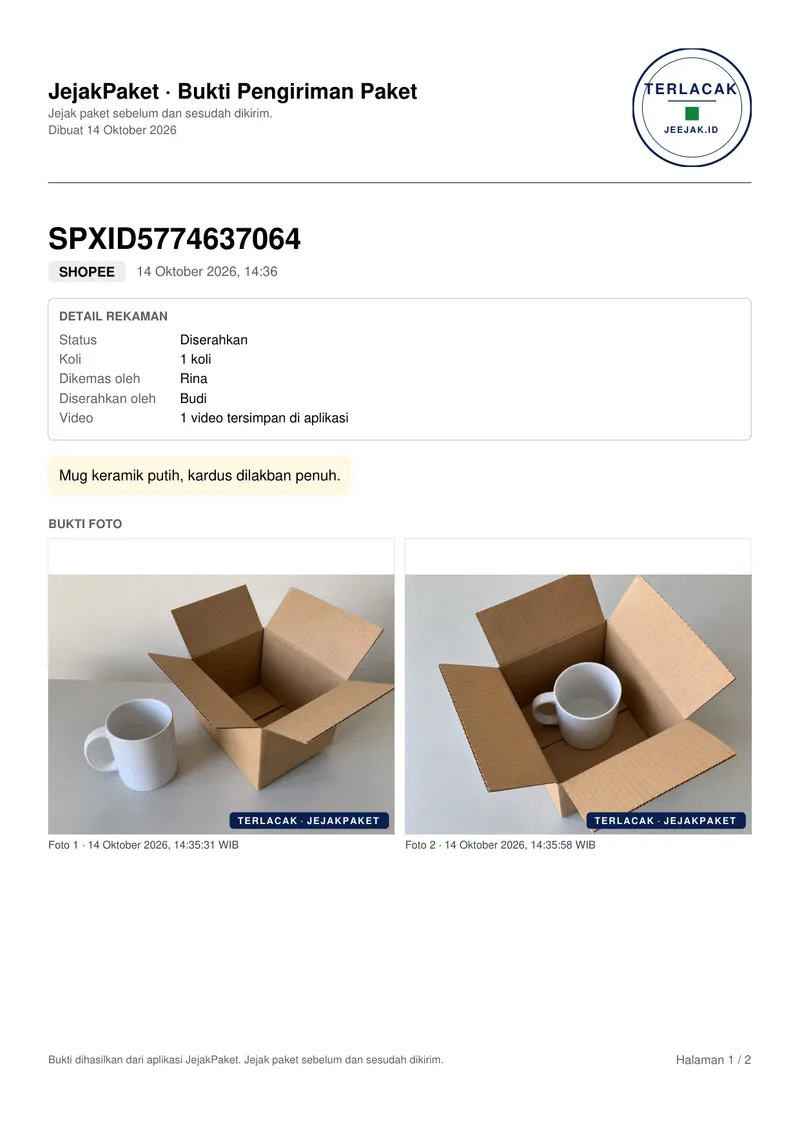 JejakPaket · Bukti Pengiriman Paket
Jejak paket sebelum dan sesudah dikirim.
Dibuat 14 Oktober 2026
TERLACAK
JEEJAK.ID
SPXID5774637064
SHOPEE 14 Oktober 2026, 14:36
DETAIL REKAMAN
Status Diserahkan
Koli 1 koli
Dikemas oleh Rina
Diserahkan oleh Budi
Video 1 video tersimpan di aplikasi
Mug keramik putih, kardus dilakban penuh.
BUKTI FOTO
TERLACAK · JEJAKPAKET
TERLACAK · JEJAKPAKET
Foto 1 · 14 Oktober 2026, 14:35:31 WIB
Foto 2 · 14 Oktober 2026, 14:35:58 WIB
Bukti dihasilkan dari aplikasi JejakPaket. Jejak paket sebelum dan sesudah dikirim.
Halaman 1 / 2